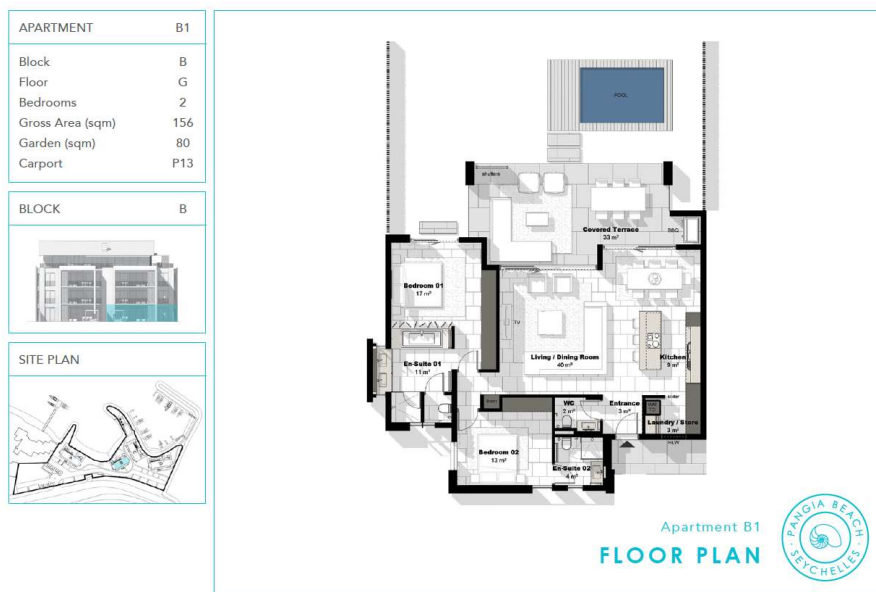 APARTMENT B1
Block B
Floor G
Bedrooms 2
Gross Area (sqm) 156
Garden (sqm) 80
Carport P13
BLOCK B
SITE PLAN
POOL
shutters
Covered Terrace
33 m²
BBQ
Bedroom 01
17 m²
TV
Living / Dining Room
40 m²
Kitchen
9 m²
En-Suite 01
11 m²
WC
2 m²
Entrance
3 m²
Laundry / Store
3 m²
Bedroom 02
13 m²
En-Suite 02
4 m²
Apartment B1
FLOOR PLAN
PANGIA BEACH
SEYCHELLES